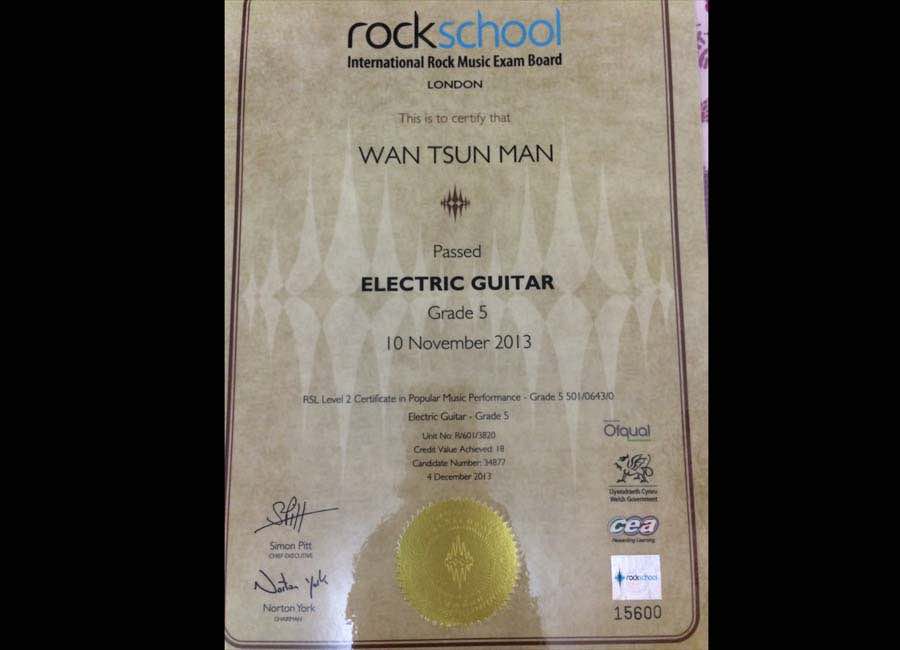 rockschool
International Rock Music Exam Board
LONDON
This is to certify that
WAN TSUN MAN
Passed
ELECTRIC GUITAR
Grade 5
10 November 2013
RSL Level 2 Certificate in Popular Music Performance - Grade 5 501/0643/0
Electric Guitar - Grade 5
Unit No: R/601/3820
Credit Value Achieved: 18
Candidate Number: 34877
4 December 2013
Ofqual
Llywodraeth Cymru
Welsh Government
cea
Rewarding Learning
Simon Pitt
CHIEF EXECUTIVE
Norton York
Norton York
CHAIRMAN
rockschool
15600